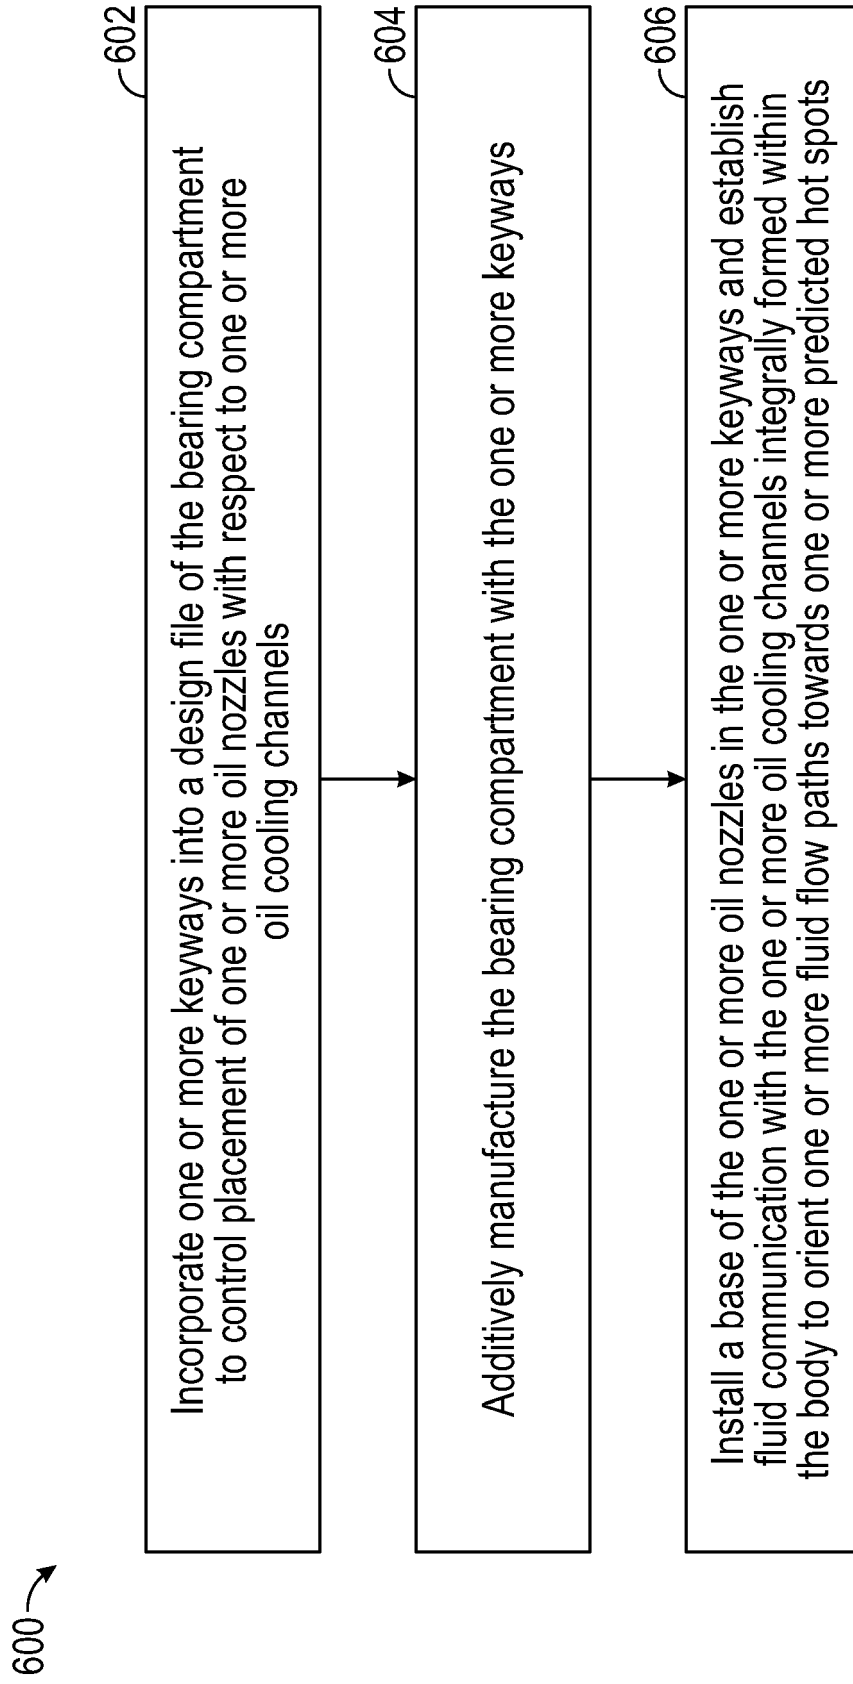 600
602
Incorporate one or more keyways into a design file of the bearing compartment
to control placement of one or more oil nozzles with respect to one or more
oil cooling channels
604
Additively manufacture the bearing compartment with the one or more keyways
606
Install a base of the one or more oil nozzles in the one or more keyways and establish
fluid communication with the one or more oil cooling channels integrally formed within
the body to orient one or more fluid flow paths towards one or more predicted hot spots